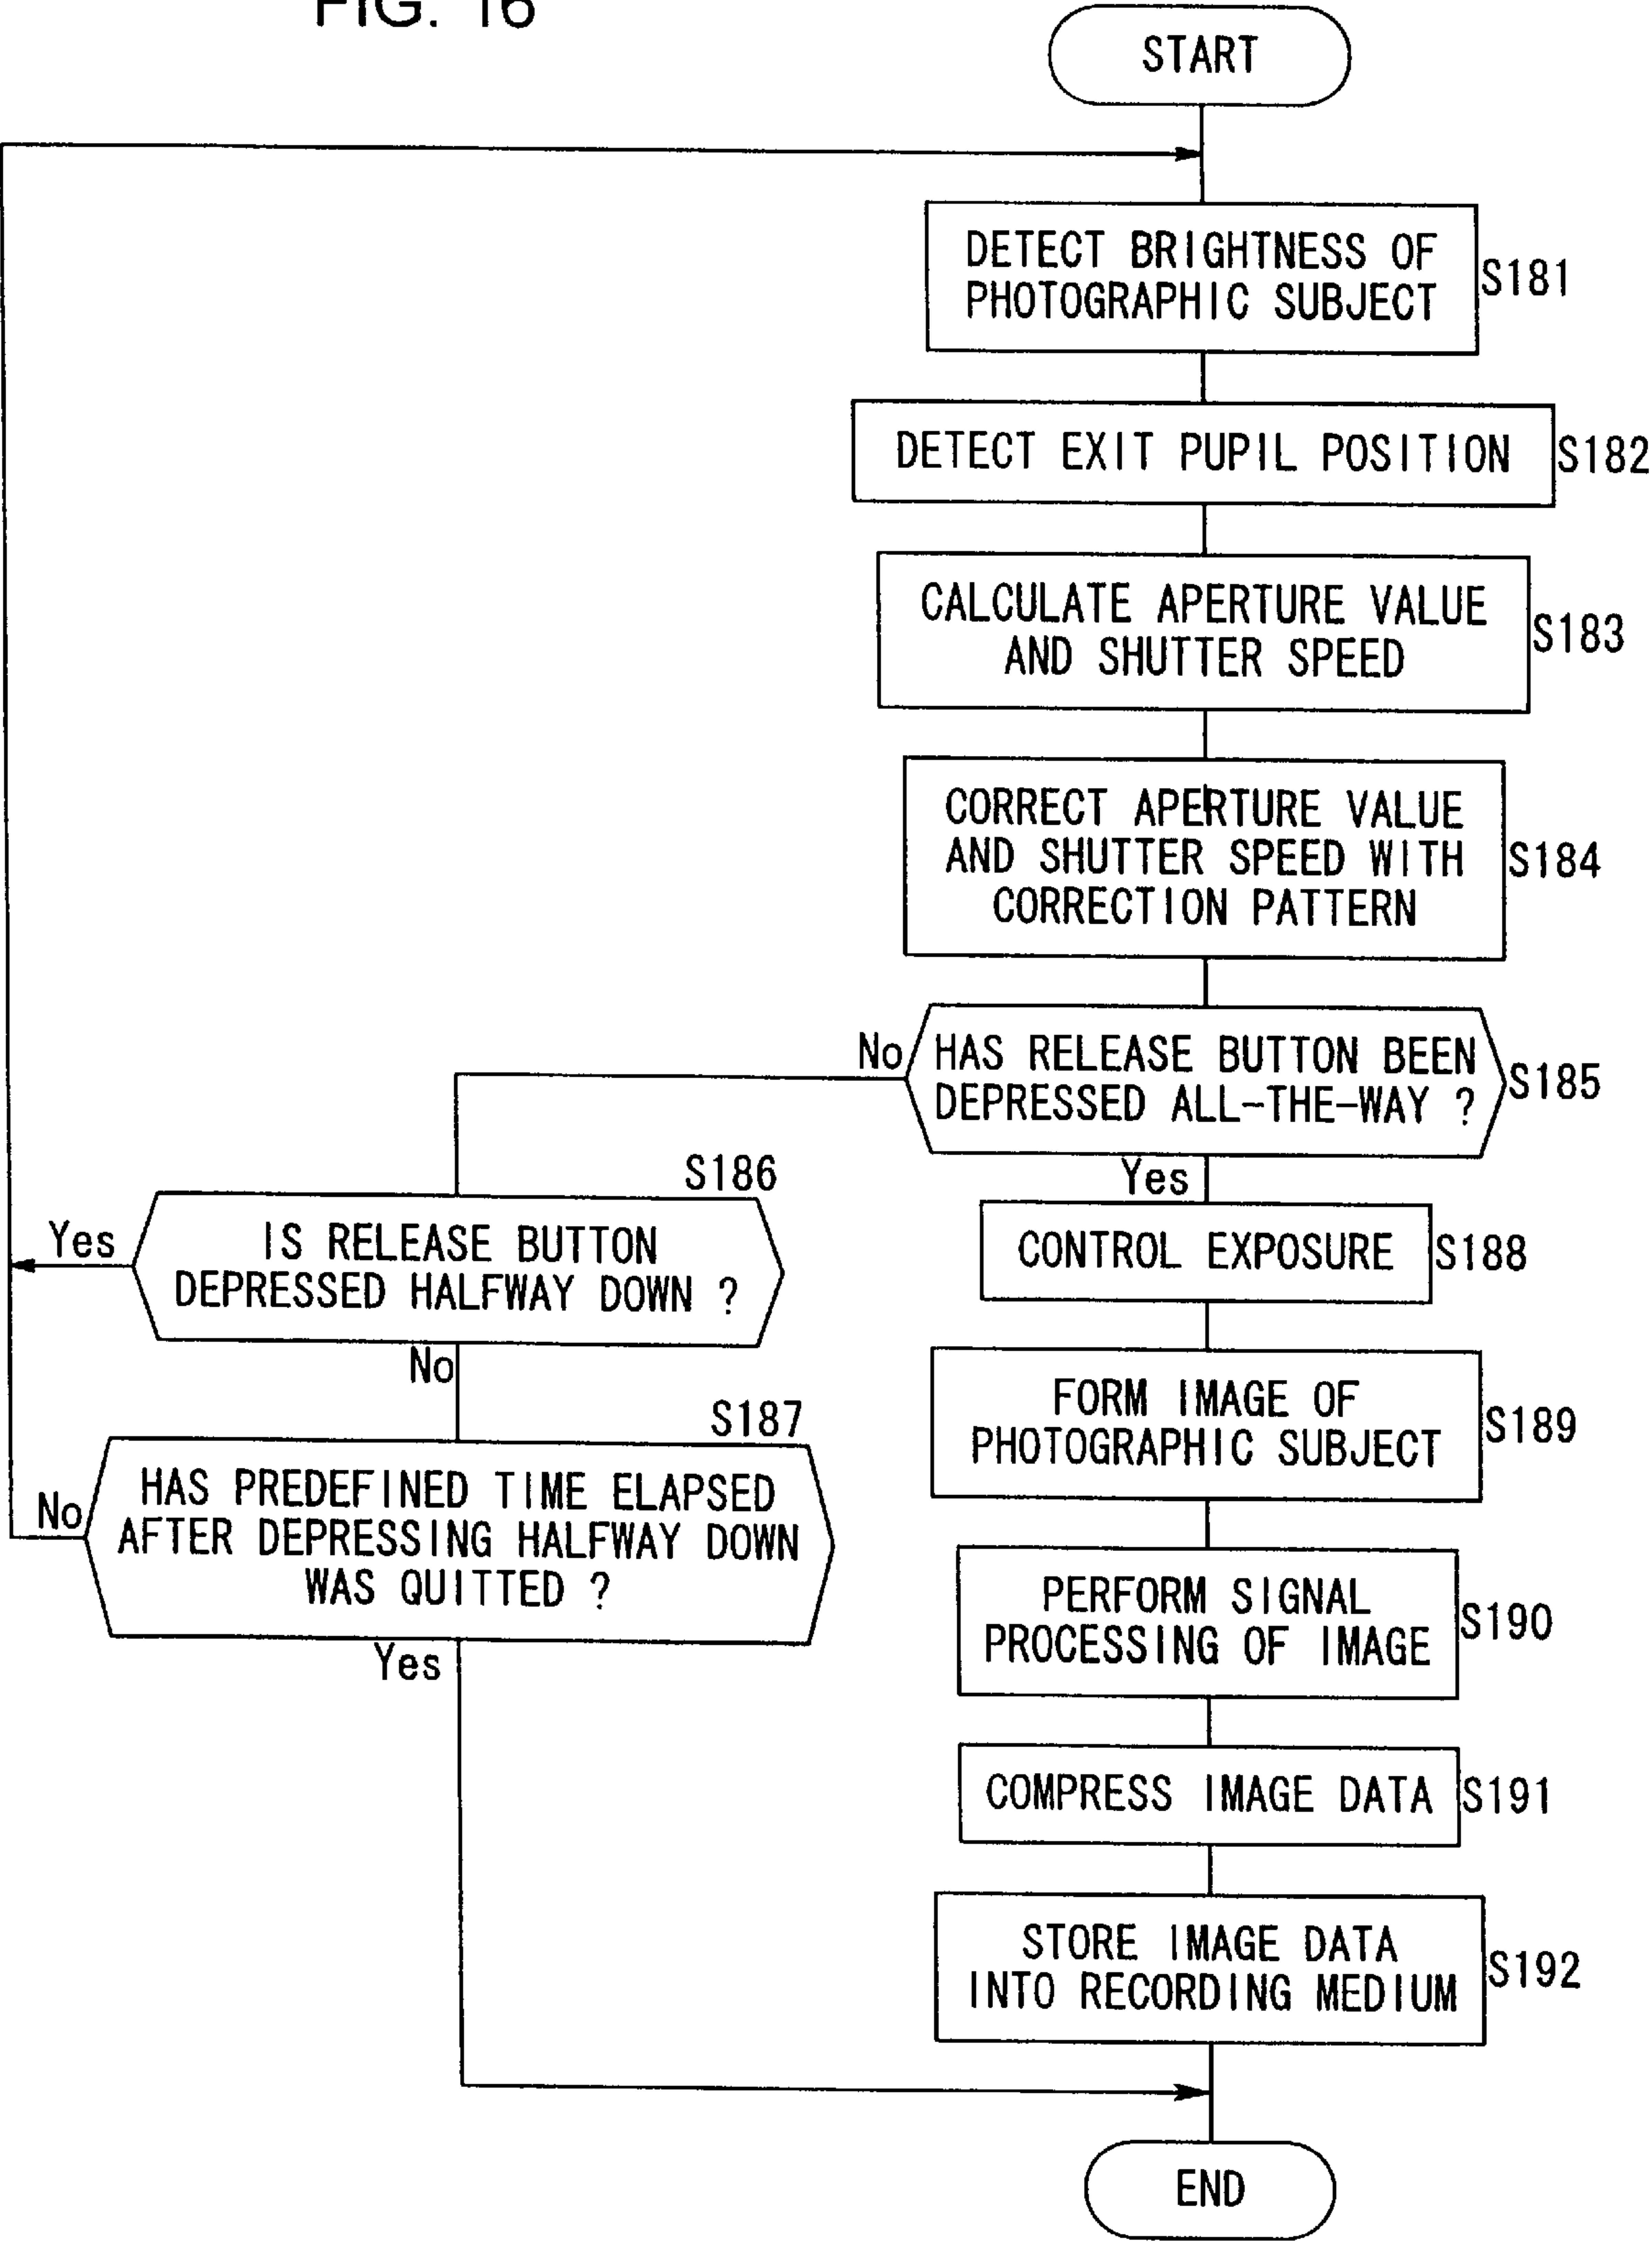 FIG. 16
START
DETECT BRIGHTNESS OF
PHOTOGRAPHIC SUBJECT
S181
DETECT EXIT PUPIL POSITION
S182
CALCULATE APERTURE VALUE
AND SHUTTER SPEED
S183
CORRECT APERTURE VALUE
AND SHUTTER SPEED WITH
CORRECTION PATTERN
S184
No
HAS RELEASE BUTTON BEEN
DEPRESSED ALL-THE-WAY ?
S185
Yes
S186
Yes
IS RELEASE BUTTON
DEPRESSED HALFWAY DOWN ?
No
S187
No
HAS PREDEFINED TIME ELAPSED
AFTER DEPRESSING HALFWAY DOWN
WAS QUITTED ?
Yes
CONTROL EXPOSURE
S188
FORM IMAGE OF
PHOTOGRAPHIC SUBJECT
S189
PERFORM SIGNAL
PROCESSING OF IMAGE
S190
COMPRESS IMAGE DATA
S191
STORE IMAGE DATA
INTO RECORDING MEDIUM
S192
END